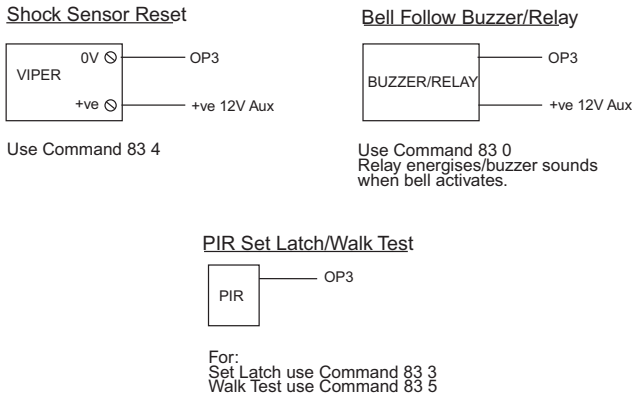 Shock Sensor Reset
VIPER
0V
OP3
+ve
+ve 12V Aux
Use Command 83 4
Bell Follow Buzzer/Relay
BUZZER/RELAY
OP3
+ve 12V Aux
Use Command 83 0
Relay energises/buzzer sounds
when bell activates.
PIR Set Latch/Walk Test
PIR
OP3
For:
Set Latch use Command 83 3
Walk Test use Command 83 5